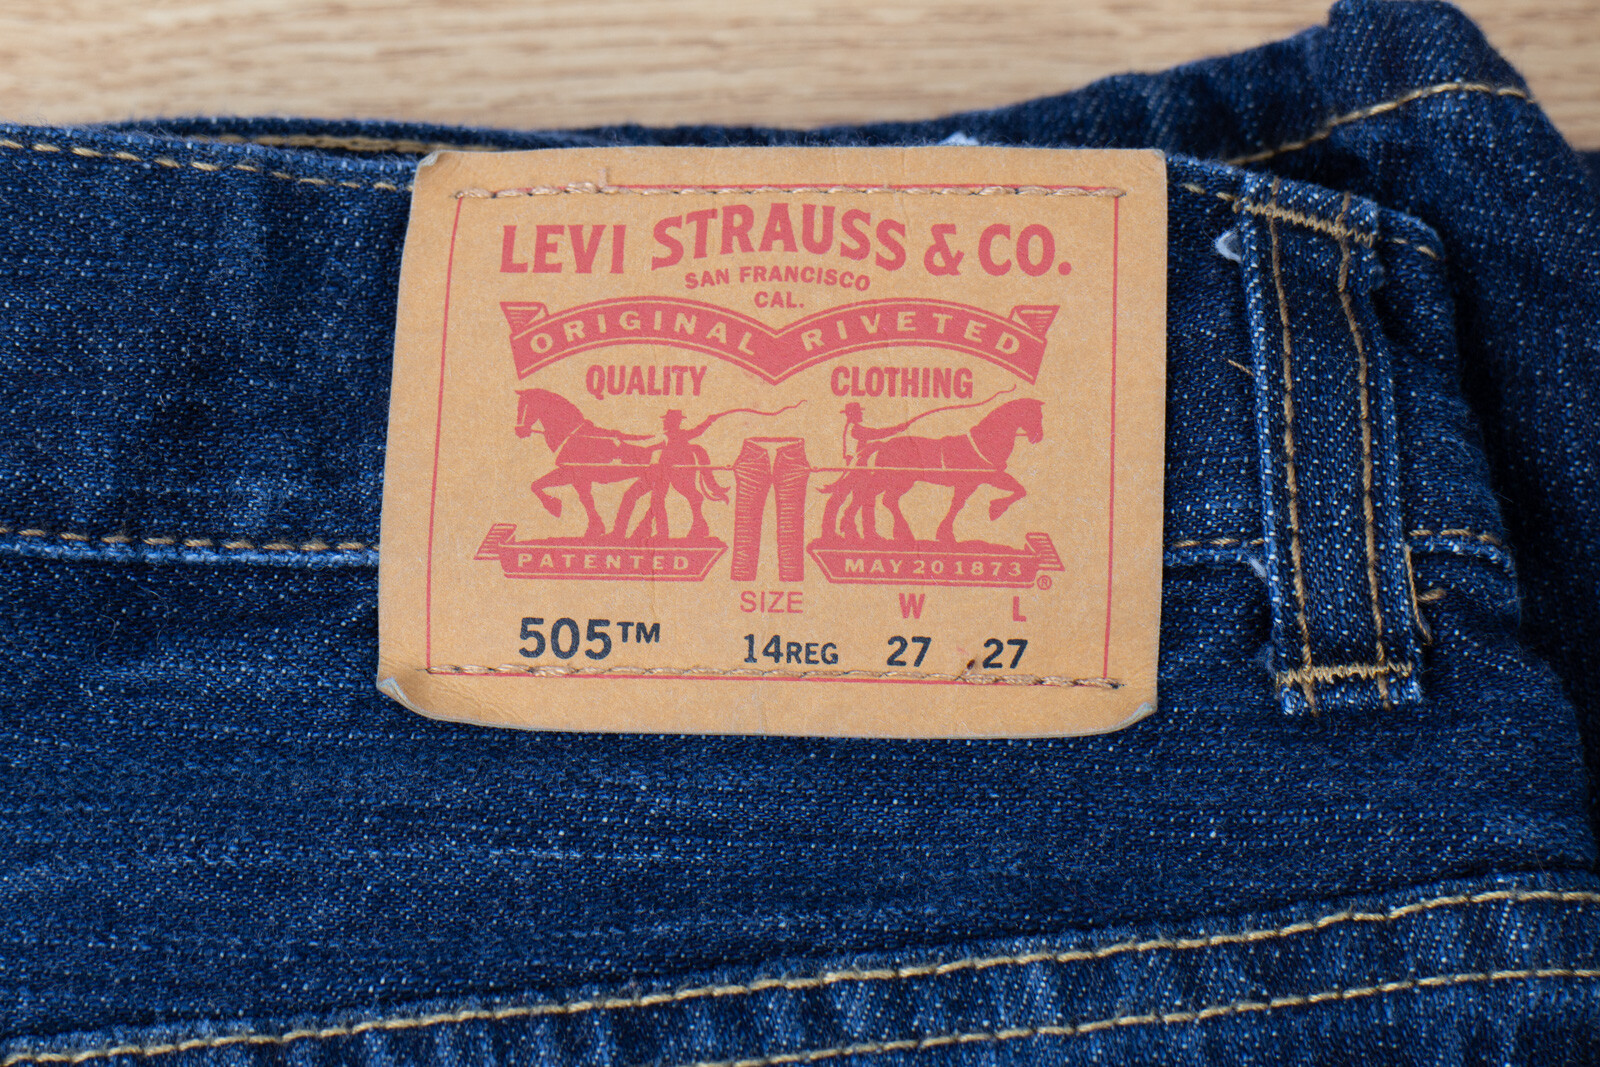 LEVI STRAUSS & CO.
SAN FRANCISCO
CAL.
ORIGINAL RIVETED
QUALITY CLOTHING
PATENTED MAY 20 1873 ®
SIZE W L
505™ 14REG 27 27